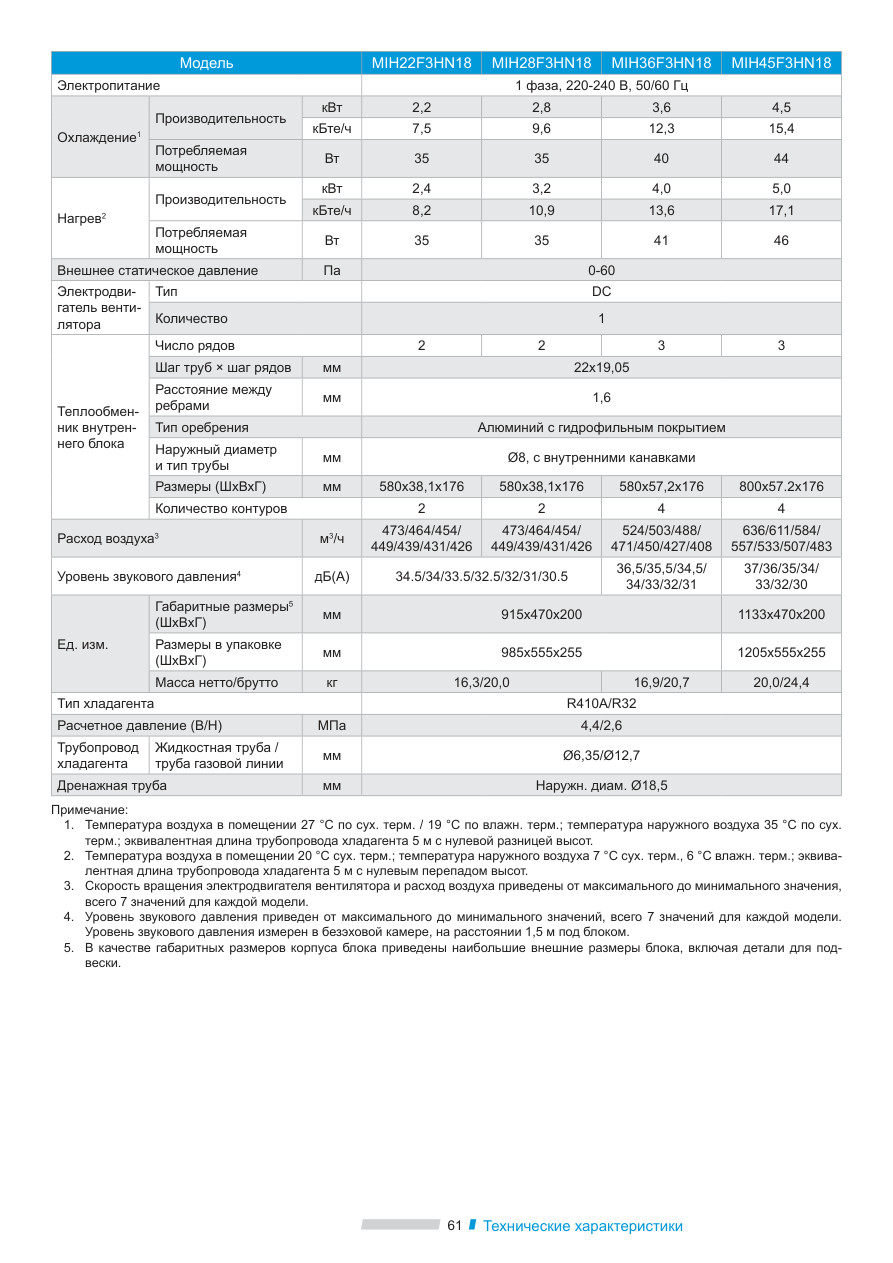 Модель MIH22F3HN18 MIH28F3HN18 MIH36F3HN18 MIH45F3HN18
Электропитание 1 фаза, 220-240 В, 50/60 Гц
Охлаждение¹ Производительность кВт 2,2 2,8 3,6 4,5
кБте/ч 7,5 9,6 12,3 15,4
Потребляемая
мощность Вт 35 35 40 44
Нагрев² Производительность кВт 2,4 3,2 4,0 5,0
кБте/ч 8,2 10,9 13,6 17,1
Потребляемая
мощность Вт 35 35 41 46
Внешнее статическое давление Па 0-60
Электродви-
гатель венти-
лятора
Тип DC
Количество 1
Теплообмен-
ник внутрен-
него блока
Число рядов 2 2 3 3
Шаг труб × шаг рядов мм 22x19,05
Расстояние между
ребрами мм 1,6
Тип оребрения Алюминий с гидрофильным покрытием
Наружный диаметр
и тип трубы мм Ø8, с внутренними канавками
Размеры (ШхВхГ) мм 580x38,1x176 580x38,1x176 580x57,2x176 800x57.2x176
Количество контуров 2 2 4 4
Расход воздуха³ м³/ч 473/464/454/ 473/464/454/ 524/503/488/ 636/611/584/
449/439/431/426 449/439/431/426 471/450/427/408 557/533/507/483
Уровень звукового давления⁴ дБ(А) 34.5/34/33.5/32.5/32/31/30.5 36,5/35,5/34,5/ 37/36/35/34/
34/33/32/31 33/32/30
Ед. изм. Габаритные размеры⁵
(ШхВхГ) мм 915x470x200 1133x470x200
Размеры в упаковке
(ШхВхГ) мм 985x555x255 1205x555x255
Масса нетто/брутто кг 16,3/20,0 16,9/20,7 20,0/24,4
Тип хладагента R410A/R32
Расчетное давление (В/Н) МПа 4,4/2,6
Трубопровод
хладагента
Жидкостная труба /
труба газовой линии мм Ø6,35/Ø12,7
Дренажная труба мм Наружн. диам. Ø18,5
Примечание:
1. Температура воздуха в помещении 27 °C по сух. терм. / 19 °C по влажн. терм.; температура наружного воздуха 35 °C по сух.
терм.; эквивалентная длина трубопровода хладагента 5 м с нулевой разницей высот.
2. Температура воздуха в помещении 20 °C сух. терм.; температура наружного воздуха 7 °C сух. терм., 6 °C влажн. терм.; эквива-
лентная длина трубопровода хладагента 5 м с нулевым перепадом высот.
3. Скорость вращения электродвигателя вентилятора и расход воздуха приведены от максимального до минимального значения,
всего 7 значений для каждой модели.
4. Уровень звукового давления приведен от максимального до минимального значений, всего 7 значений для каждой модели.
Уровень звукового давления измерен в безэховой камере, на расстоянии 1,5 м под блоком.
5. В качестве габаритных размеров корпуса блока приведены наибольшие внешние размеры блока, включая детали для под-
вески.
61 Технические характеристики